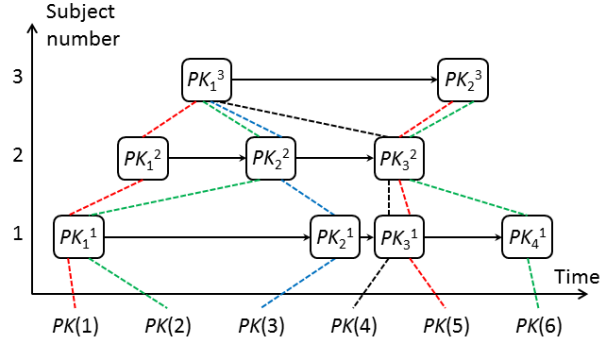 Subject
number
3 PK₁³ PK₂³
2 PK₁² PK₂² PK₃²
1 PK₁¹ PK₂¹ PK₃¹ PK₄¹
Time
PK(1) PK(2) PK(3) PK(4) PK(5) PK(6)